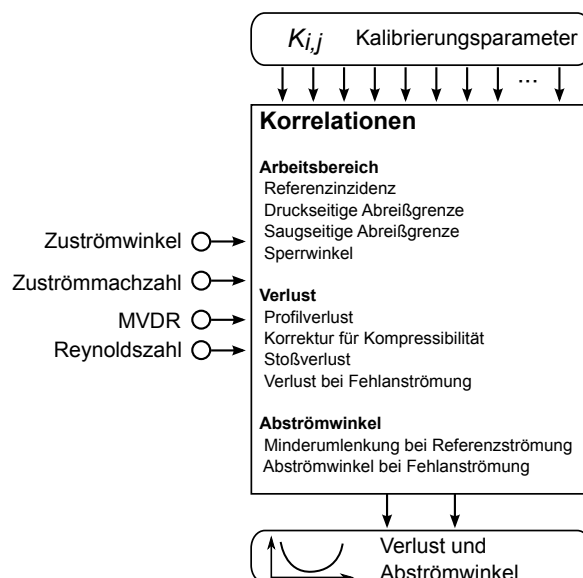 Ki,j Kalibrierungsparameter
...
Korrelationen
Arbeitsbereich
Referenzinzidenz
Druckseitige Abreißgrenze
Saugseitige Abreißgrenze
Sperrwinkel
Zuströmwinkel
Zuströmmachzahl
MVDR
Reynoldszahl
Verlust
Profilverlust
Korrektur für Kompressibilität
Stoßverlust
Verlust bei Fehlanströmung
Abströmwinkel
Minderumlenkung bei Referenzströmung
Abströmwinkel bei Fehlanströmung
Verlust und
Abströmwinkel